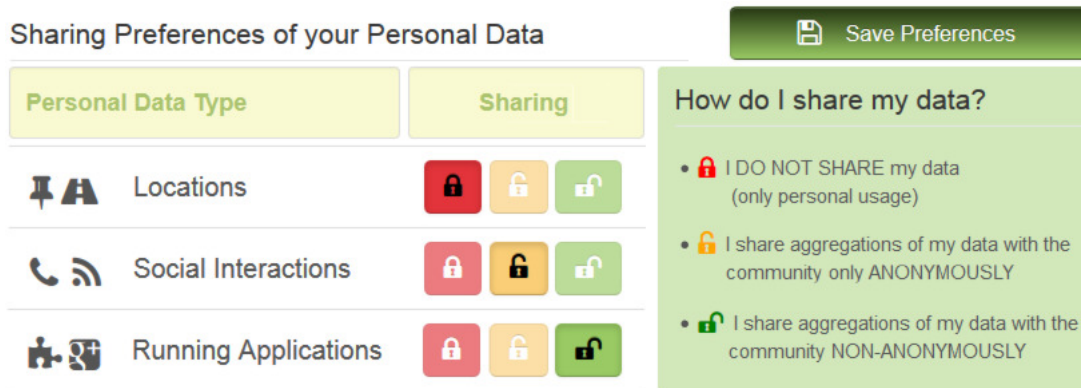 Sharing Preferences of your Personal Data
Save Preferences
Personal Data Type
Sharing
Locations
Social Interactions
g+
Running Applications
How do I share my data?
I DO NOT SHARE my data
(only personal usage)
I share aggregations of my data with the
community only ANONYMOUSLY
I share aggregations of my data with the
community NON-ANONYMOUSLY